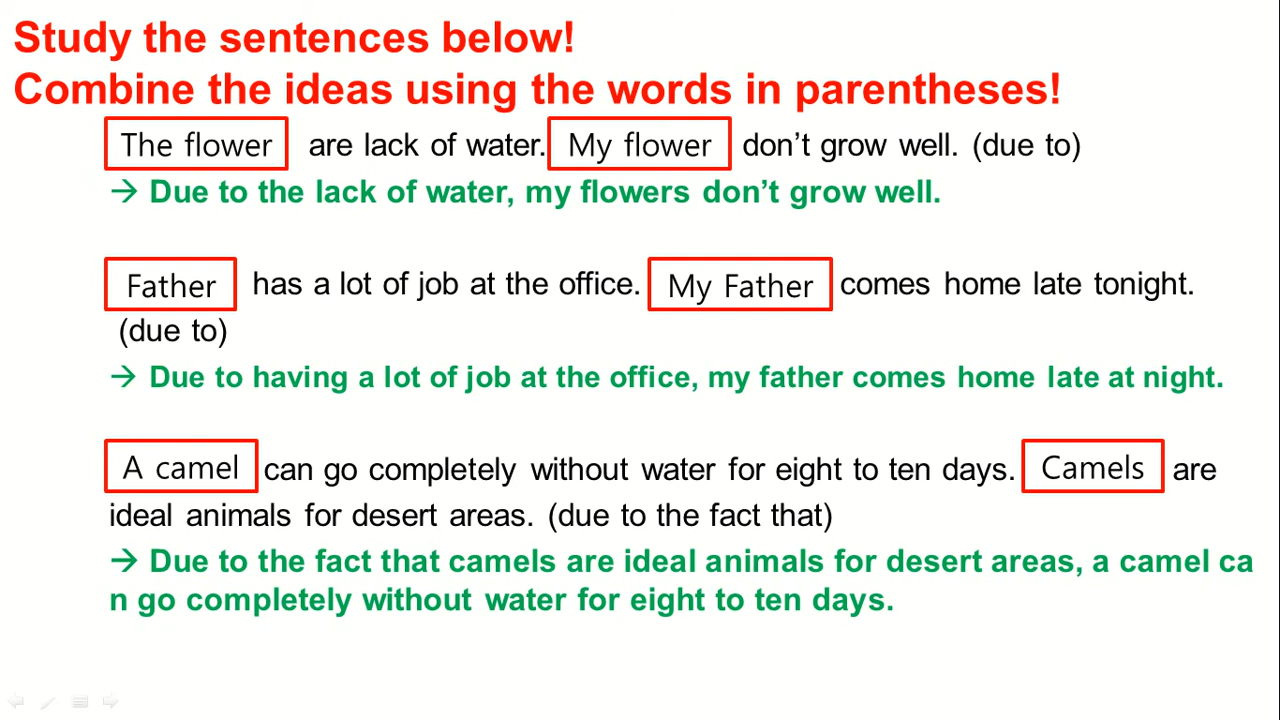 Study the sentences below!
Combine the ideas using the words in parentheses!
The flower are lack of water. My flower don't grow well. (due to)
→ Due to the lack of water, my flowers don't grow well.
Father has a lot of job at the office. My Father comes home late tonight.
(due to)
→ Due to having a lot of job at the office, my father comes home late at night.
A camel can go completely without water for eight to ten days. Camels are
ideal animals for desert areas. (due to the fact that)
→ Due to the fact that camels are ideal animals for desert areas, a camel ca
n go completely without water for eight to ten days.